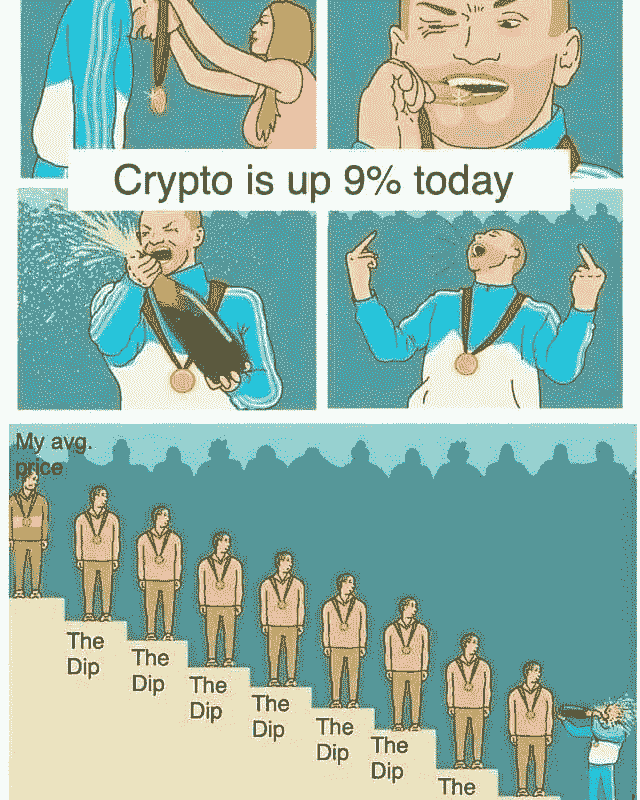 Crypto is up 9% today
My avg.
price
The
Dip
The
Dip
The
Dip
The
Dip
The
Dip
The
Dip
The